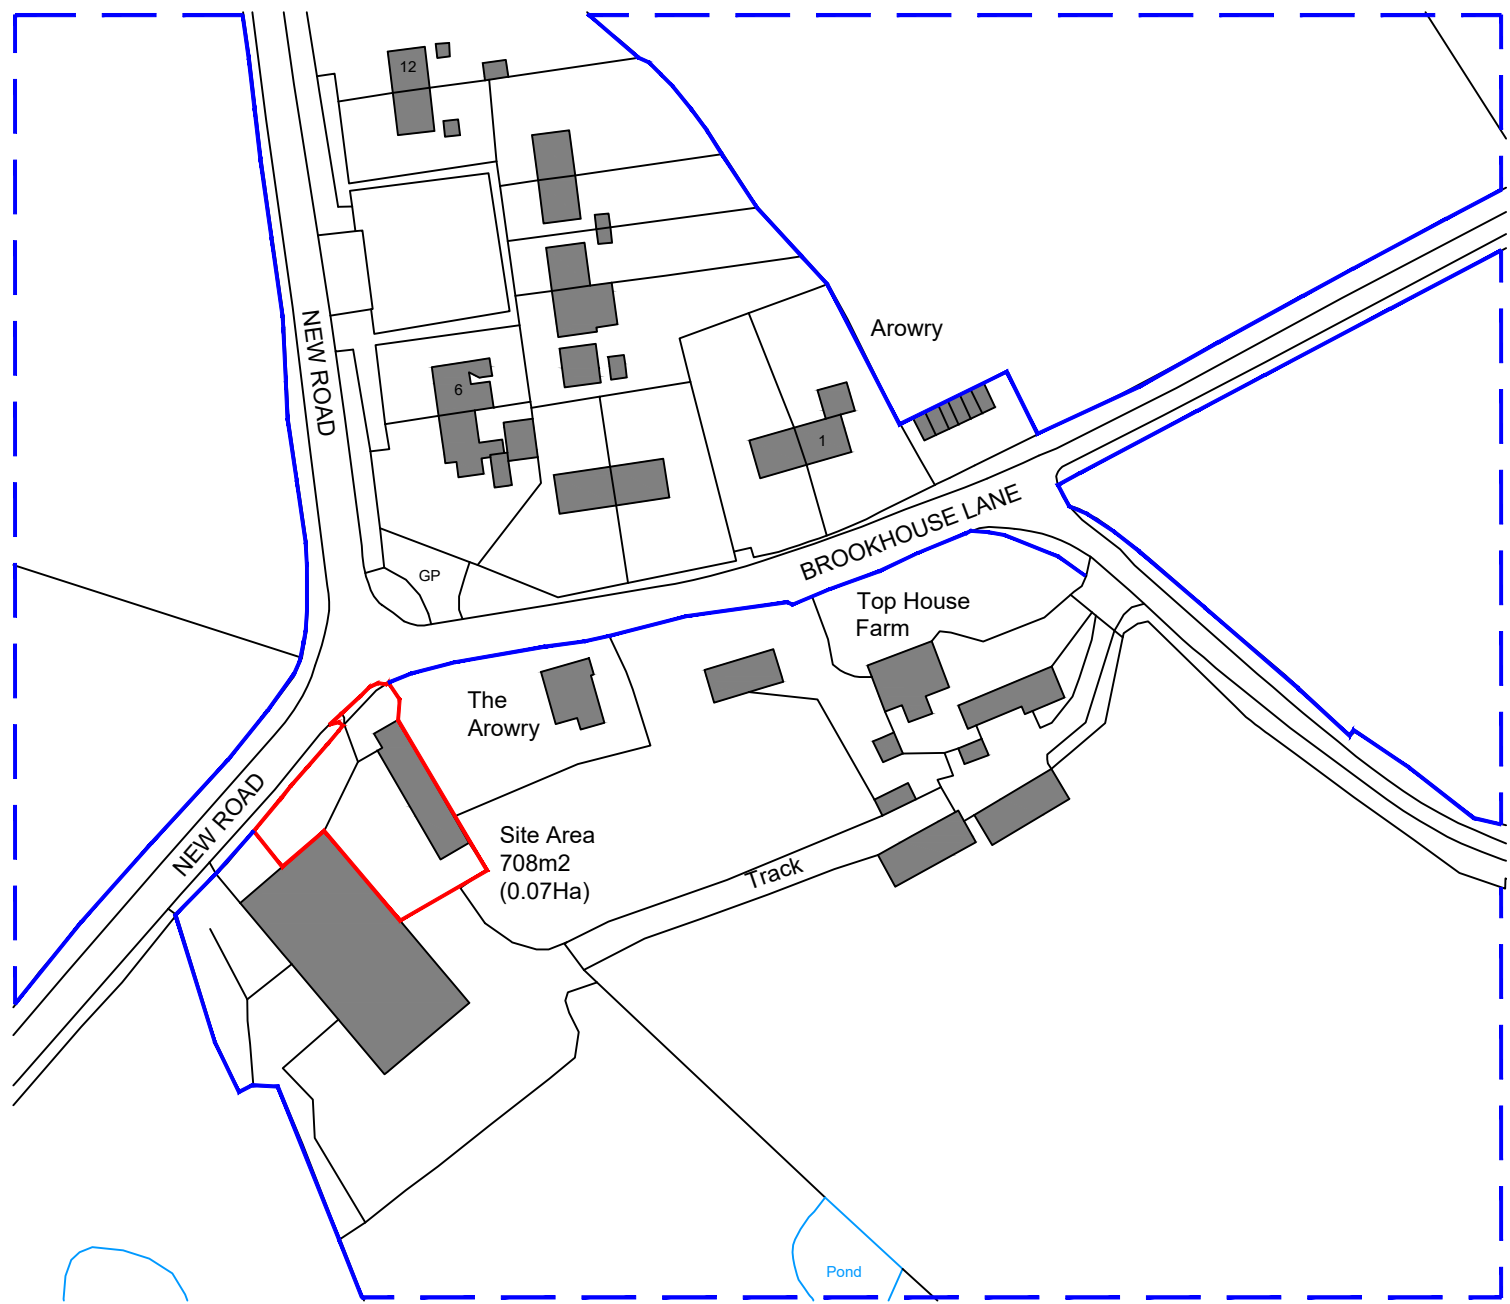 12
NEW ROAD
Arowry
6
1
BROOKHOUSE LANE
GP
Top House
Farm
The
Arowry
NEW ROAD
Site Area
708m2
(0.07Ha)
Track
Pond